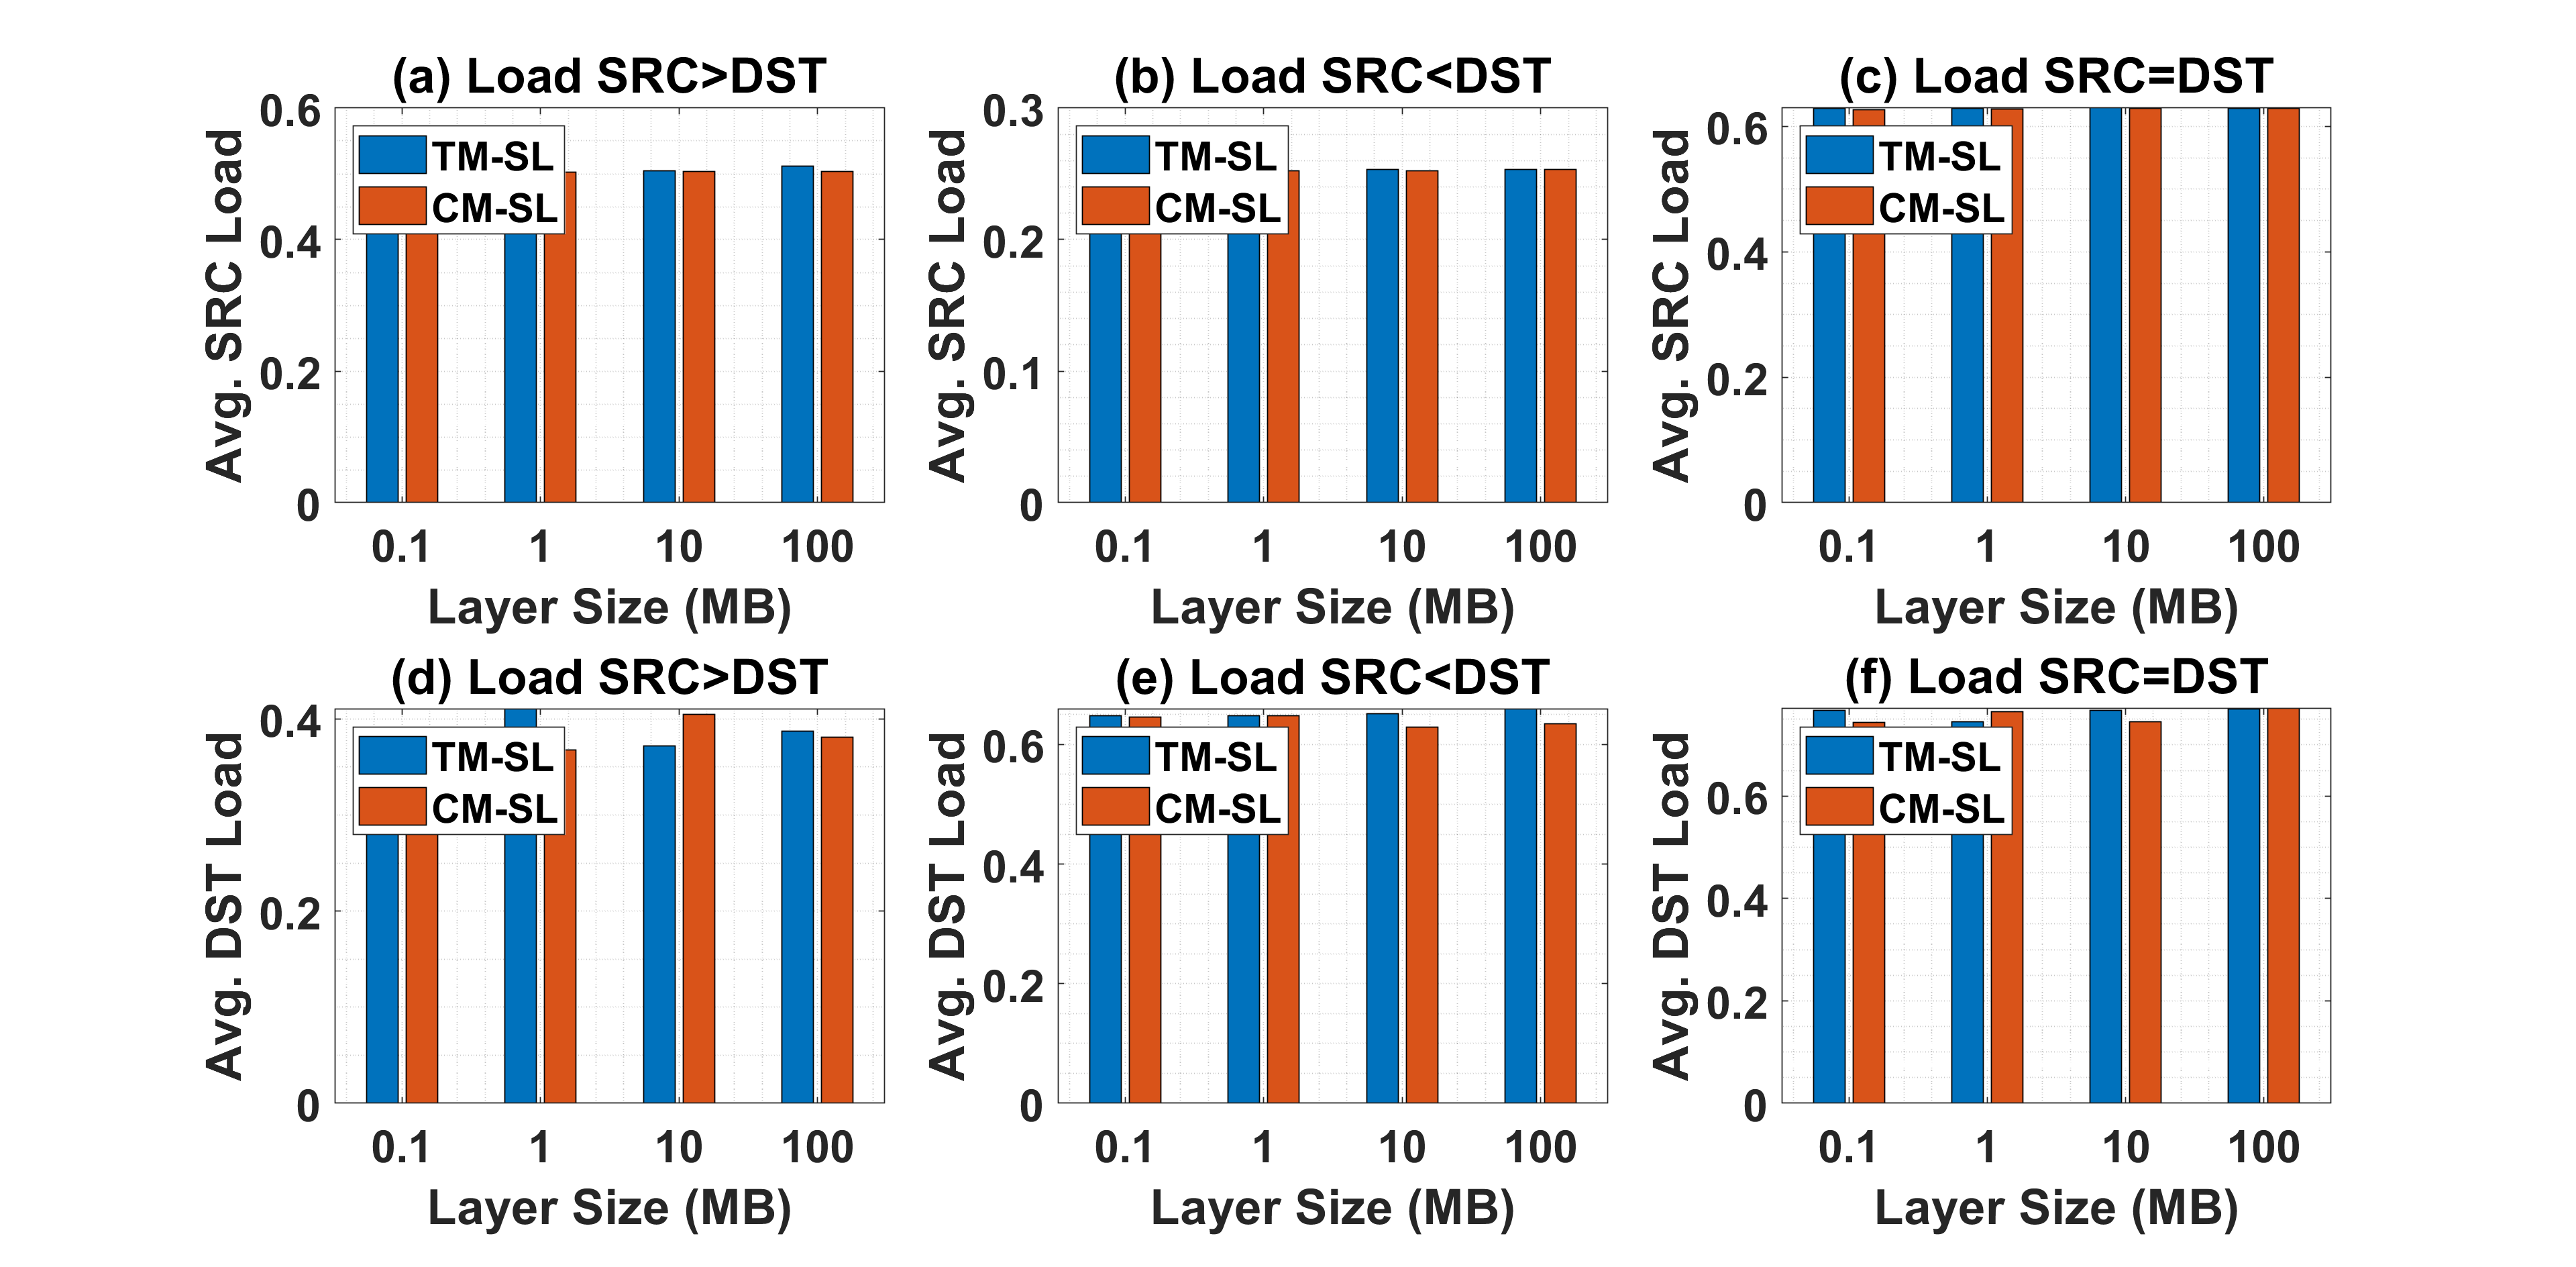 (a) Load SRC>DST
Avg. SRC Load
0.6
0.4
0.2
0
TM-SL
CM-SL
0.1 1 10 100
Layer Size (MB)
(b) Load SRC<DST
Avg. SRC Load
0.3
0.2
0.1
0
TM-SL
CM-SL
0.1 1 10 100
Layer Size (MB)
(c) Load SRC=DST
Avg. SRC Load
0.6
0.4
0.2
0
TM-SL
CM-SL
0.1 1 10 100
Layer Size (MB)
(d) Load SRC>DST
Avg. DST Load
0.4
0.2
0
TM-SL
CM-SL
0.1 1 10 100
Layer Size (MB)
(e) Load SRC<DST
Avg. DST Load
0.6
0.4
0.2
0
TM-SL
CM-SL
0.1 1 10 100
Layer Size (MB)
(f) Load SRC=DST
Avg. DST Load
0.6
0.4
0.2
0
TM-SL
CM-SL
0.1 1 10 100
Layer Size (MB)